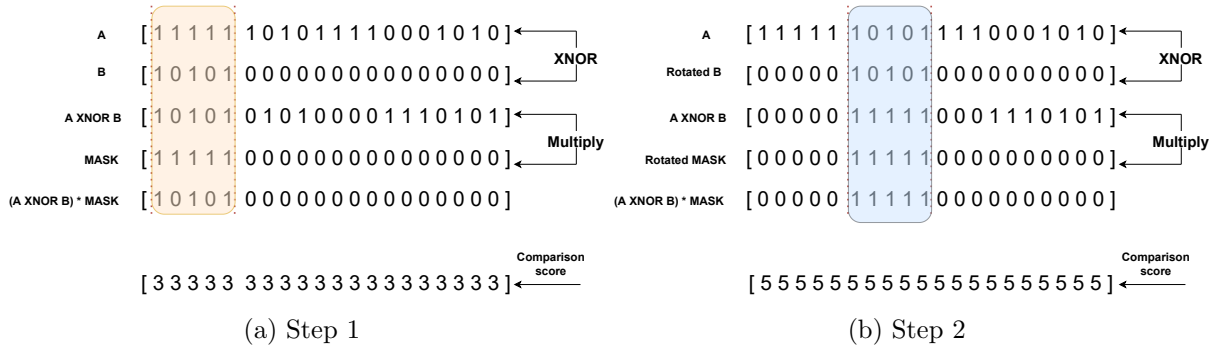 A [ 1 1 1 1 1 1 0 1 0 1 1 1 1 0 0 0 1 0 1 0 ]
XNOR
B [ 1 0 1 0 1 0 0 0 0 0 0 0 0 0 0 0 0 0 0 0 ]
A XNOR B [ 1 0 1 0 1 0 1 0 1 0 0 0 0 1 1 1 0 1 0 1 ]
Multiply
MASK [ 1 1 1 1 1 0 0 0 0 0 0 0 0 0 0 0 0 0 0 0 ]
(A XNOR B) * MASK [ 1 0 1 0 1 0 0 0 0 0 0 0 0 0 0 0 0 0 0 0 ]
[ 3 3 3 3 3 3 3 3 3 3 3 3 3 3 3 3 3 3 3 3 ]
Comparison
score
(a) Step 1
A [ 1 1 1 1 1 1 0 1 0 1 1 1 1 0 0 0 1 0 1 0 ]
XNOR
Rotated B [ 0 0 0 0 0 1 0 1 0 1 0 0 0 0 0 0 0 0 0 0 ]
A XNOR B [ 0 0 0 0 0 1 1 1 1 1 0 0 0 1 1 1 0 1 0 1 ]
Multiply
Rotated MASK [ 0 0 0 0 0 1 1 1 1 1 0 0 0 0 0 0 0 0 0 0 ]
(A XNOR B) * MASK [ 0 0 0 0 0 1 1 1 1 1 0 0 0 0 0 0 0 0 0 0 ]
[ 5 5 5 5 5 5 5 5 5 5 5 5 5 5 5 5 5 5 5 5 ]
Comparison
score
(b) Step 2